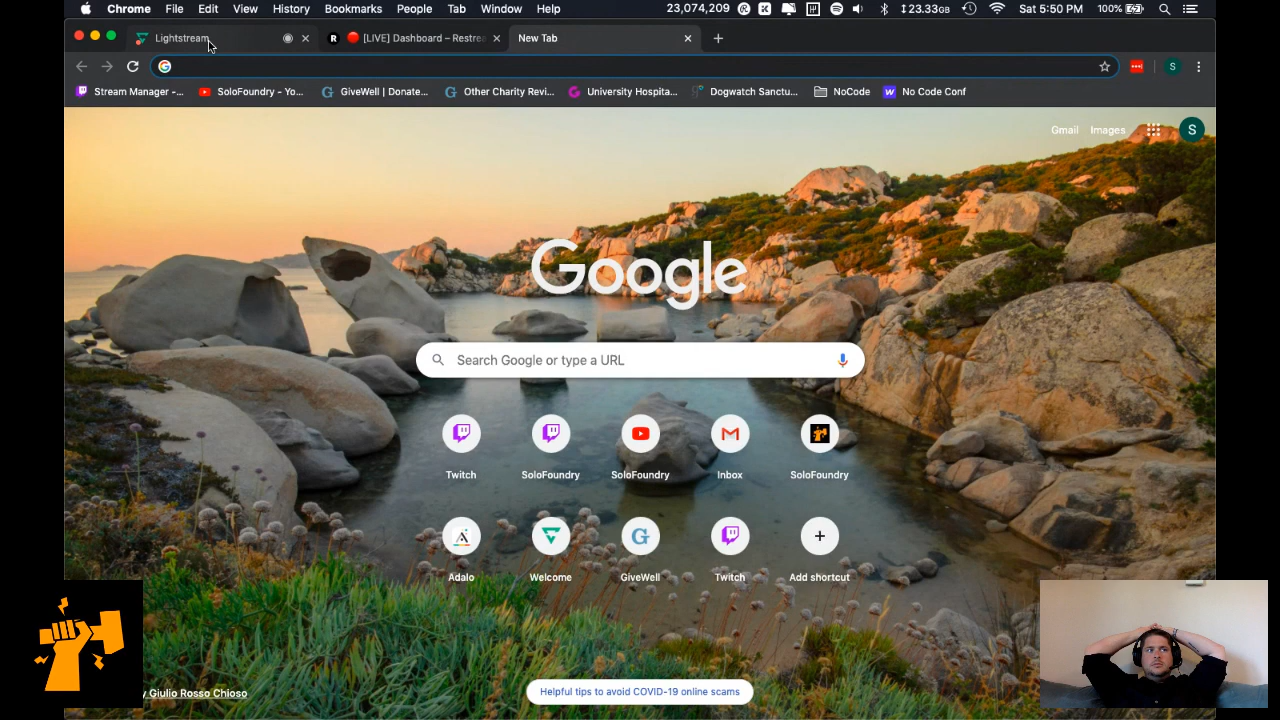 Chrome File Edit View History Bookmarks People Tab Window Help 23,074,209 23.33GB Sat 5:50 PM 100%
Lightstream [LIVE] Dashboard – Restrea New Tab
Stream Manager -... SoloFoundry - Yo... GiveWell | Donate... Other Charity Revi... University Hospita... Dogwatch Sanctu... NoCode No Code Conf
Gmail Images S
Google
Search Google or type a URL
Twitch SoloFoundry SoloFoundry Inbox SoloFoundry
Adalo Welcome GiveWell Twitch Add shortcut
y Giulio Rosso Chioso
Helpful tips to avoid COVID-19 online scams